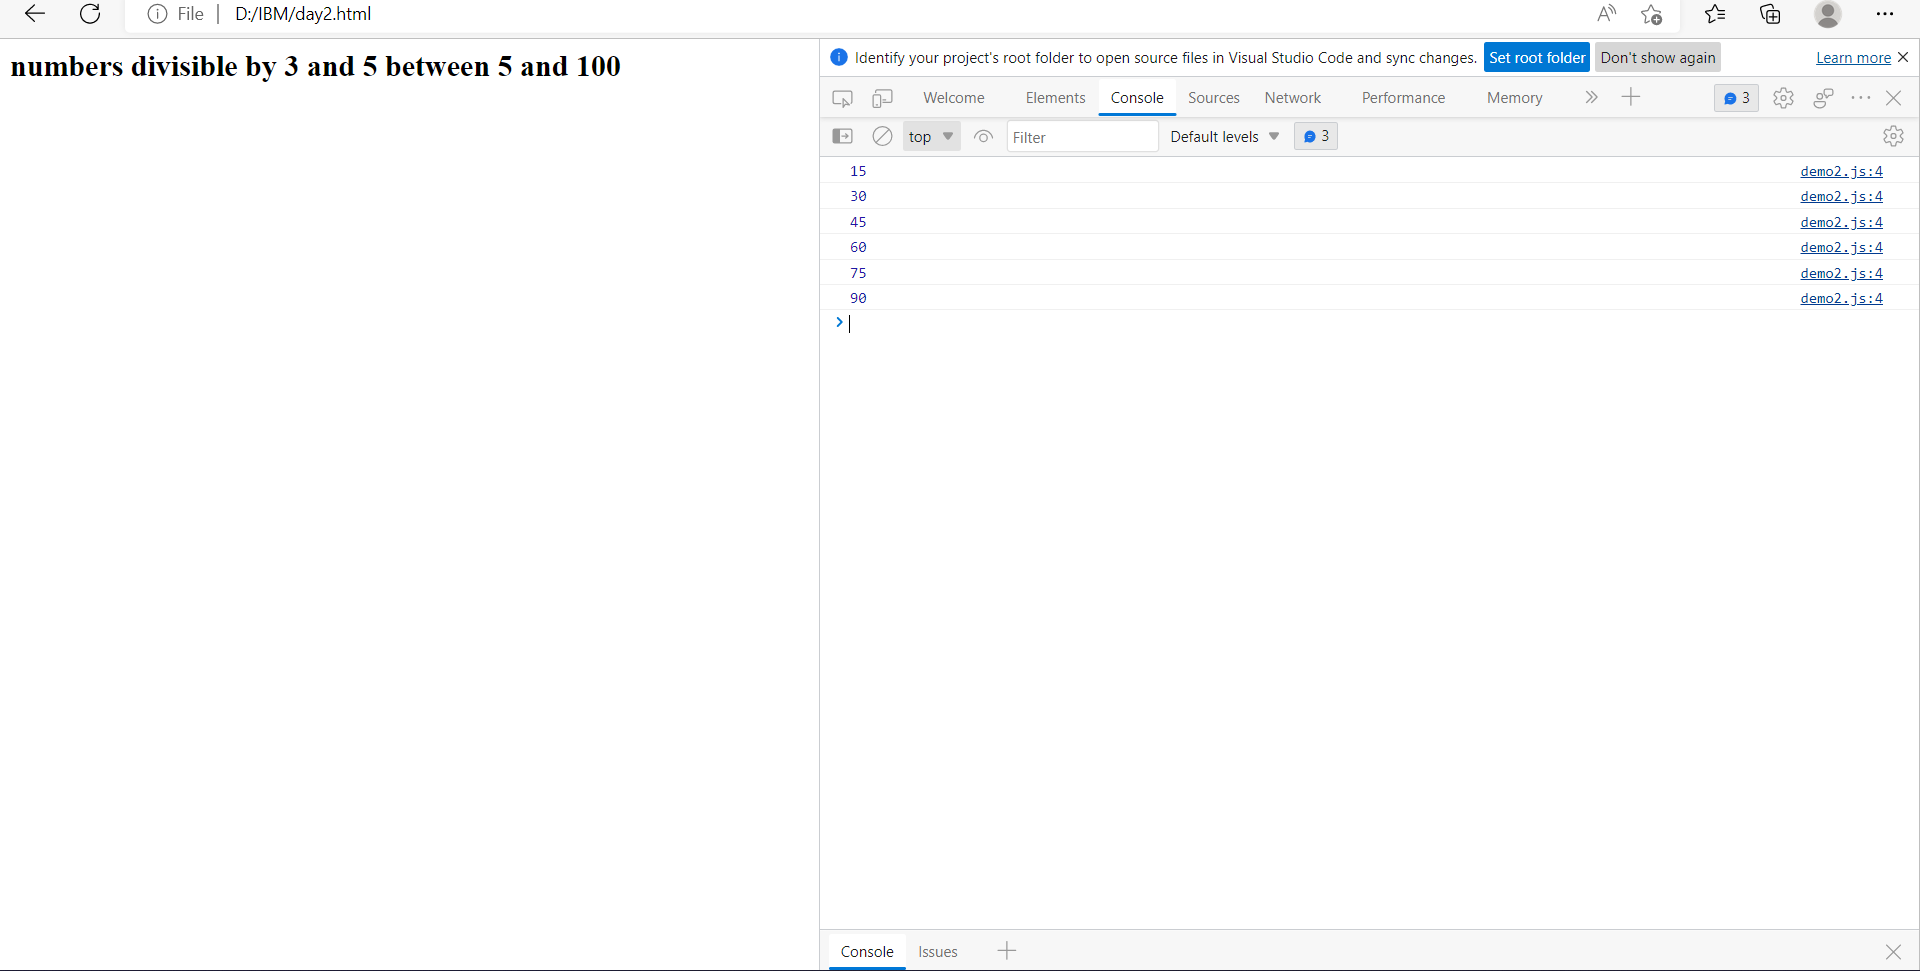 File D:/IBM/day2.html
numbers divisible by 3 and 5 between 5 and 100
Identify your project's root folder to open source files in Visual Studio Code and sync changes. Set root folder Don't show again Learn more
Welcome Elements Console Sources Network Performance Memory 3
top Filter Default levels 3
15 demo2.js:4
30 demo2.js:4
45 demo2.js:4
60 demo2.js:4
75 demo2.js:4
90 demo2.js:4
Console Issues